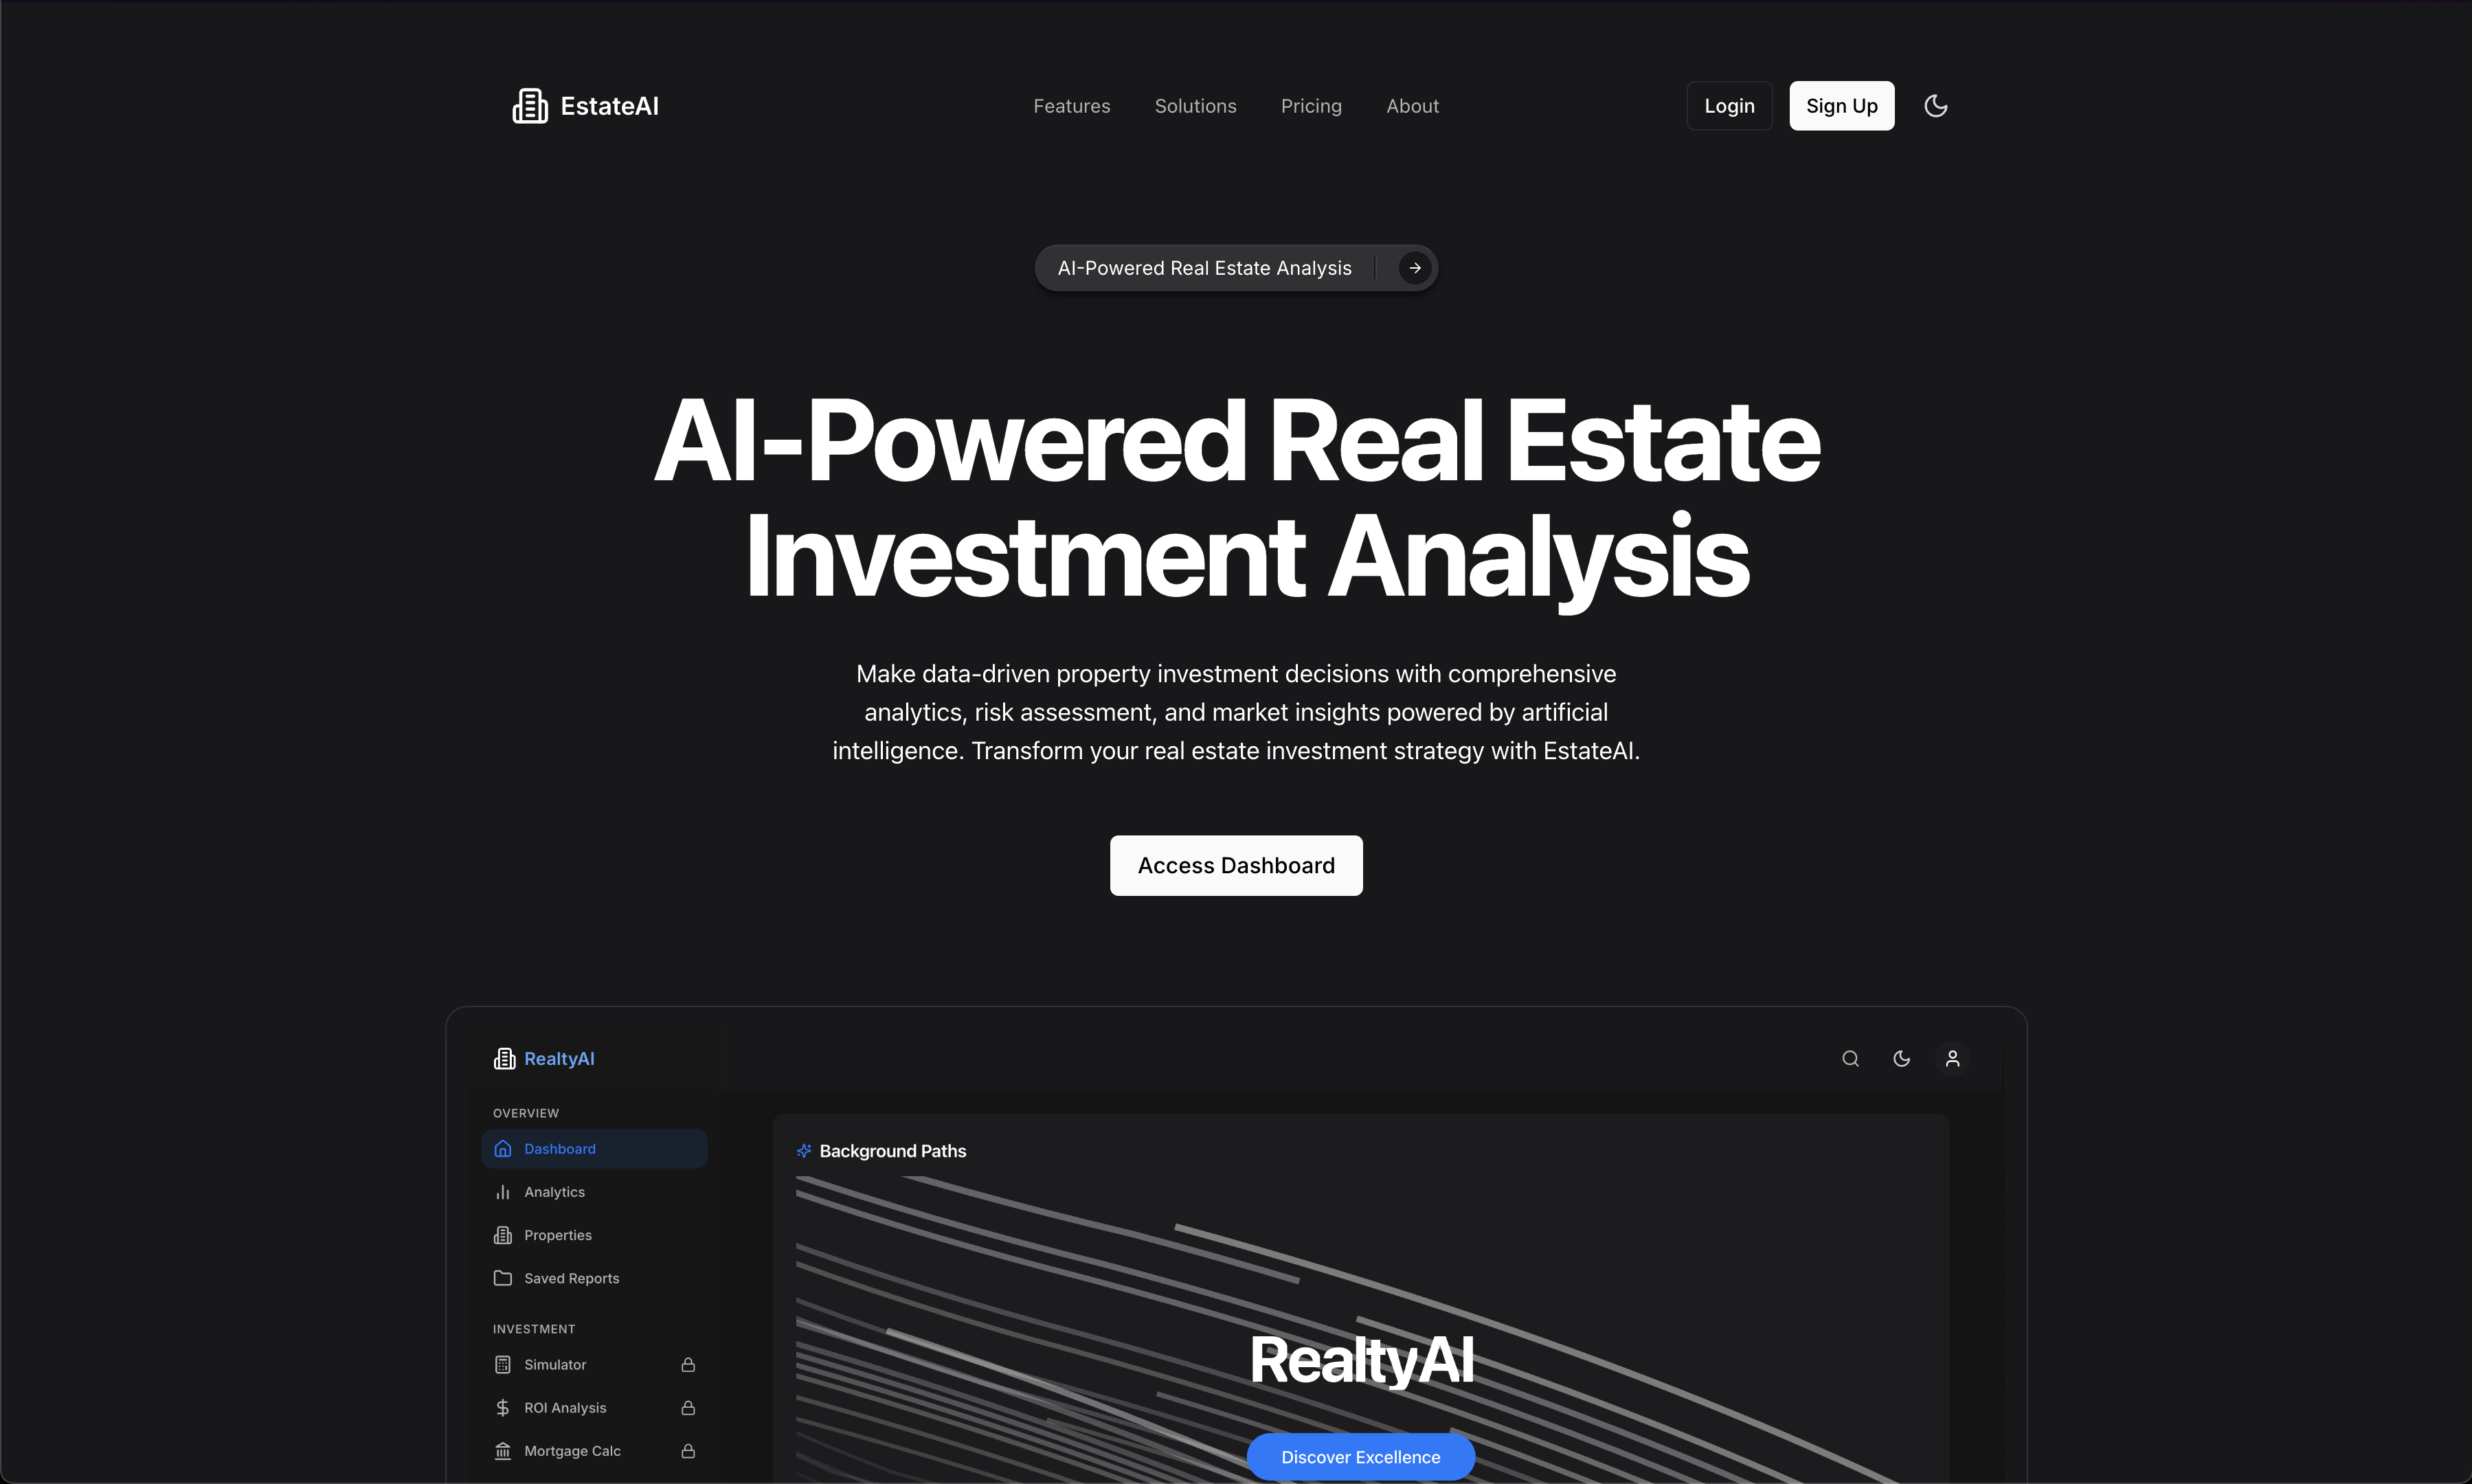 EstateAI
Features
Solutions
Pricing
About
Login
Sign Up
AI-Powered Real Estate Analysis
AI-Powered Real Estate
Investment Analysis
Make data-driven property investment decisions with comprehensive
analytics, risk assessment, and market insights powered by artificial
intelligence. Transform your real estate investment strategy with EstateAI.
Access Dashboard
RealtyAI
OVERVIEW
Dashboard
Analytics
Properties
Saved Reports
INVESTMENT
Simulator
ROI Analysis
Mortgage Calc
Background Paths
RealtyAI
Discover Excellence